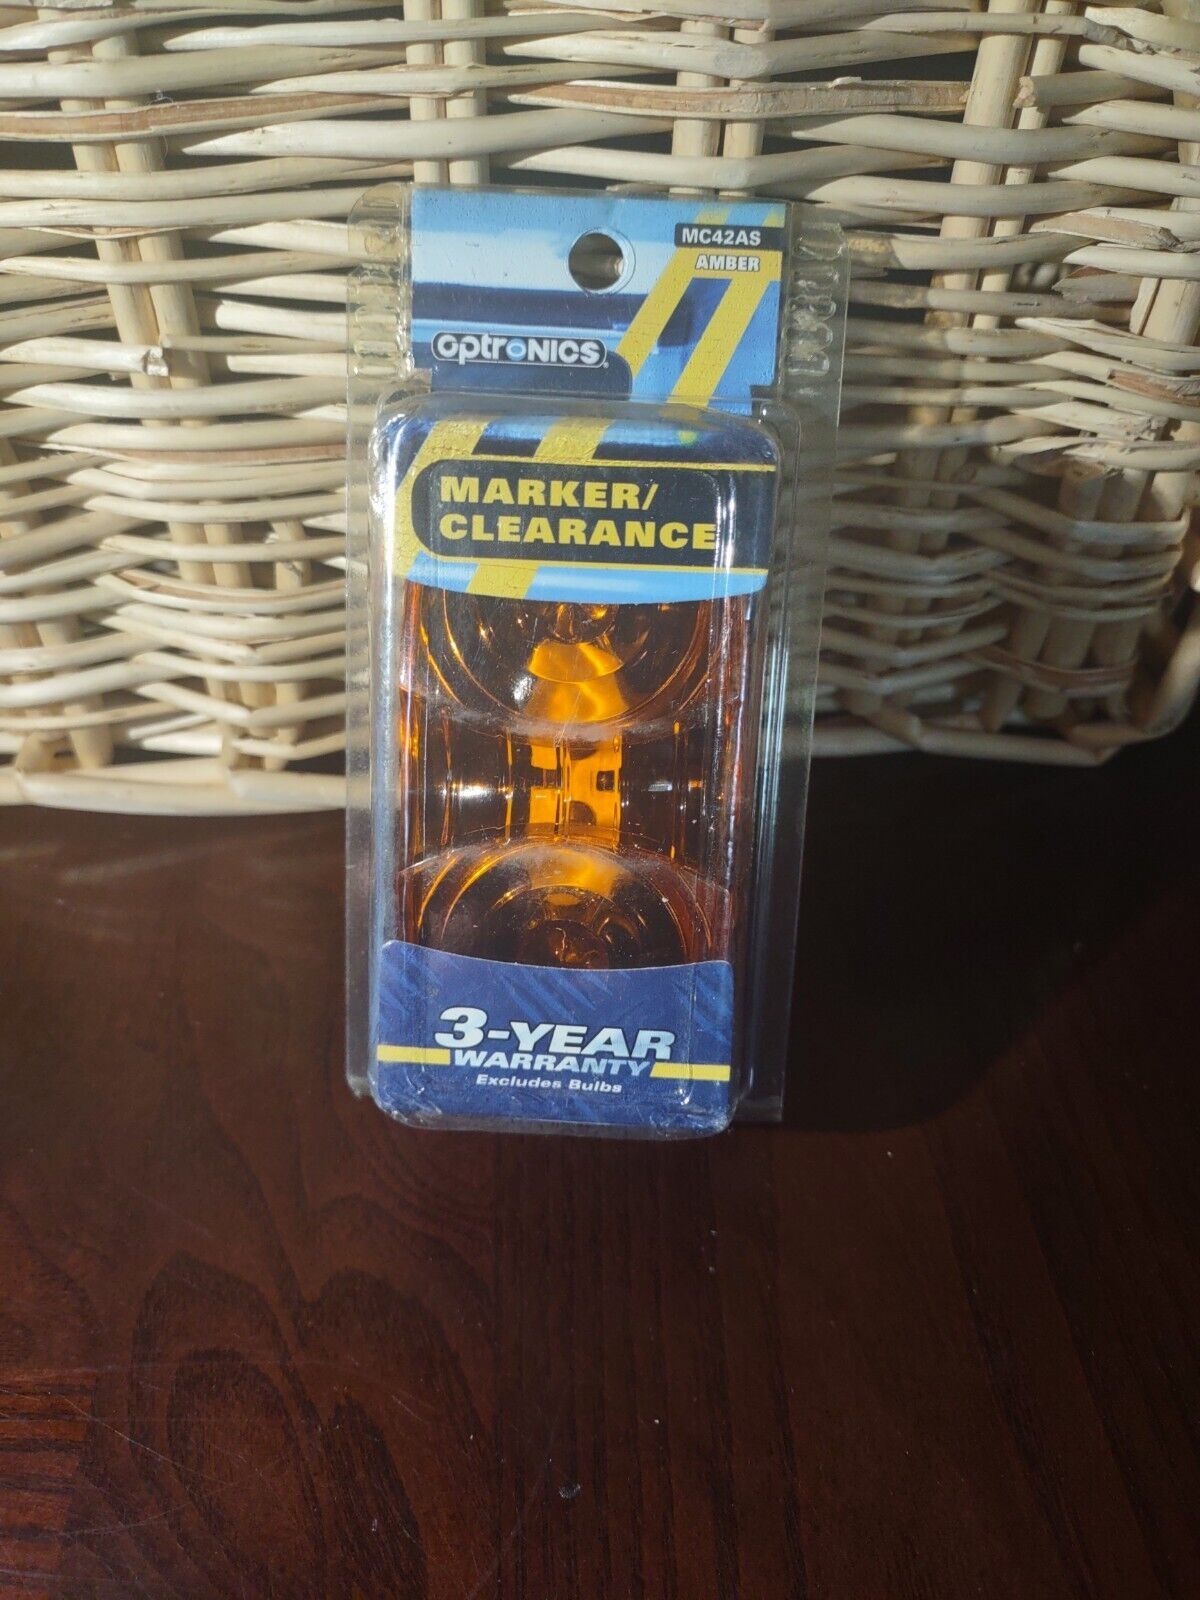 MC42AS
AMBER
optronics
MARKER/
CLEARANCE
3-YEAR
WARRANTY
Excludes Bulbs